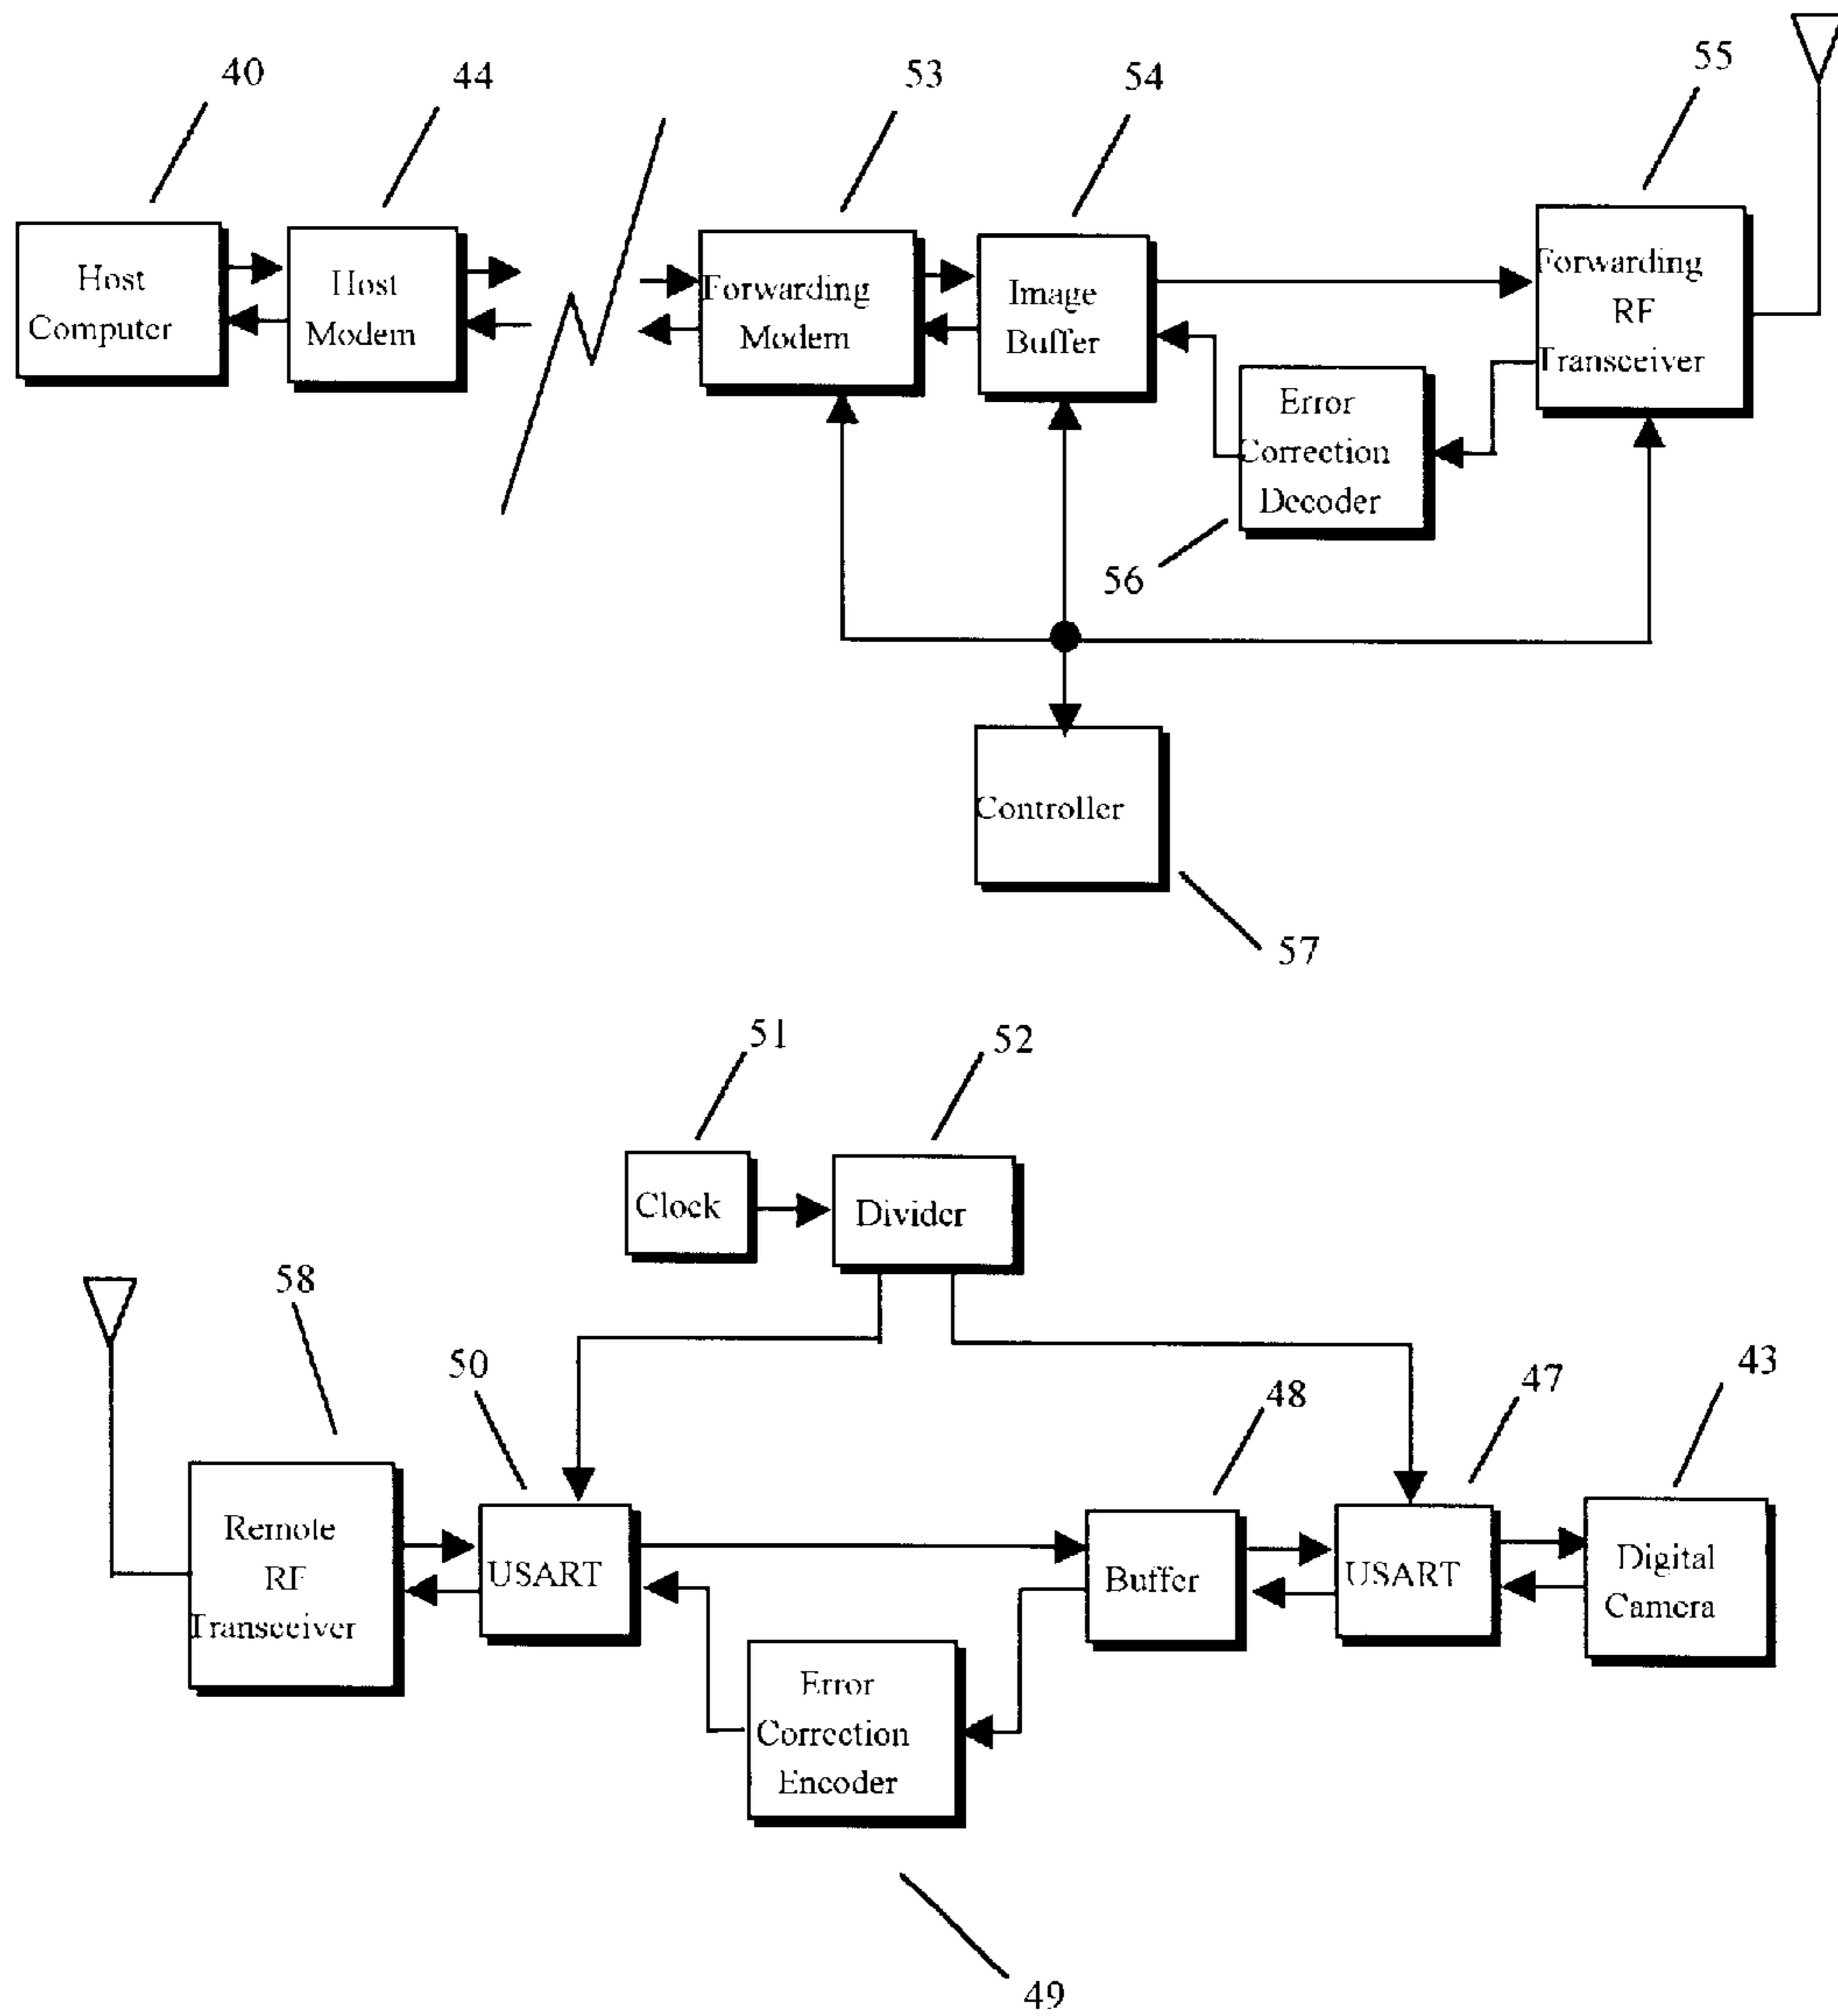 40
44
53
54
55
Host
Computer
Host
Modem
Forwarding
Modem
Image
Buffer
Forwarding
RF
Transceiver
Error
Correction
Decoder
56
Controller
57
51
52
Clock
Divider
58
50
48
47
43
Remote
RF
Transceiver
USART
Buffer
USART
Digital
Camera
Error
Correction
Encoder
49